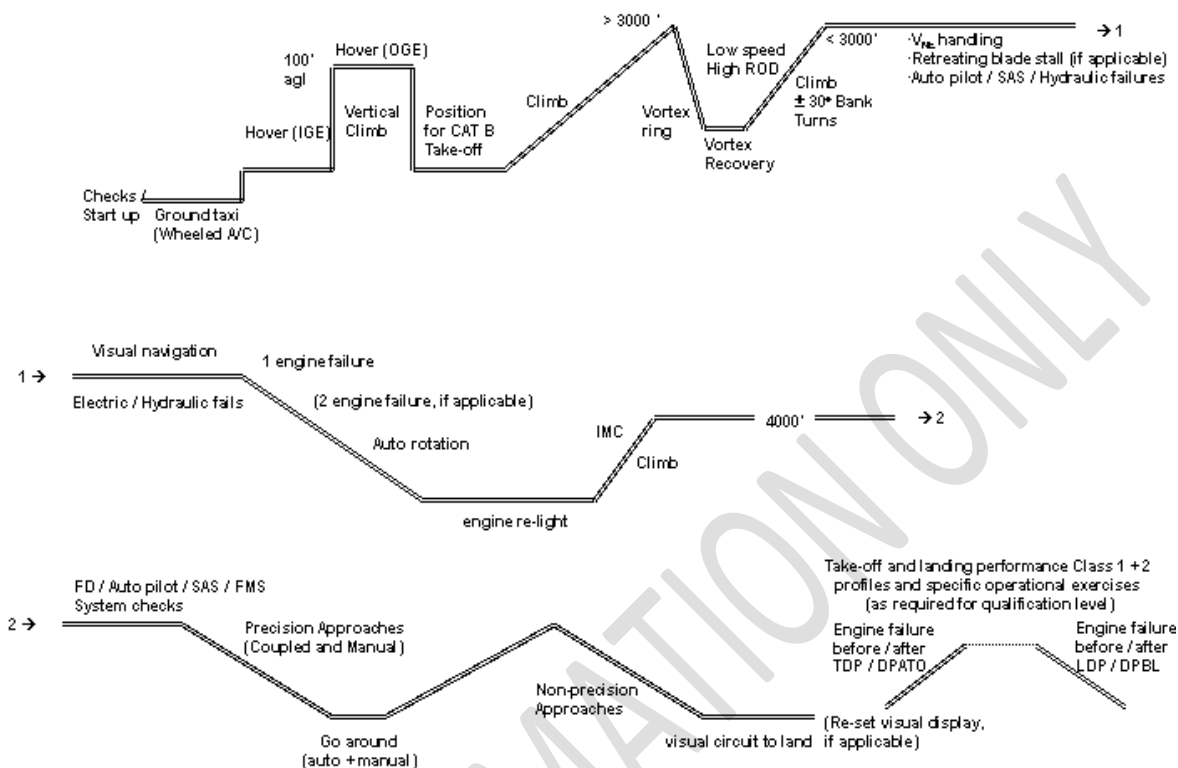 > 3000 '
100'
agl
Hover (OGE)
Low speed
High ROD
< 3000'
·VNE handling
·Retreating blade stall (if applicable)
·Auto pilot / SAS / Hydraulic failures
→ 1
Hover (IGE)
Vertical
Climb
Position
for CAT B
Take-off
Climb
Vortex
ring
Vortex
Recovery
Climb
± 30° Bank
Turns
Checks /
Start up
Ground taxi
(Wheeled A/C)
1 →
Visual navigation
Electric / Hydraulic fails
1 engine failure
(2 engine failure, if applicable)
Auto rotation
engine re-light
IMC
Climb
4000'
→ 2
2 →
FD / Auto pilot / SAS / FMS
System checks
Precision Approaches
(Coupled and Manual)
Go around
(auto + manual)
Non-precision
Approaches
visual circuit to land
(Re-set visual display,
if applicable)
Take-off and landing performance Class 1 + 2
profiles and specific operational exercises
(as required for qualification level)
Engine failure
before / after
TDP / DPATO
Engine failure
before / after
LDP / DPBL
MATION ONLY